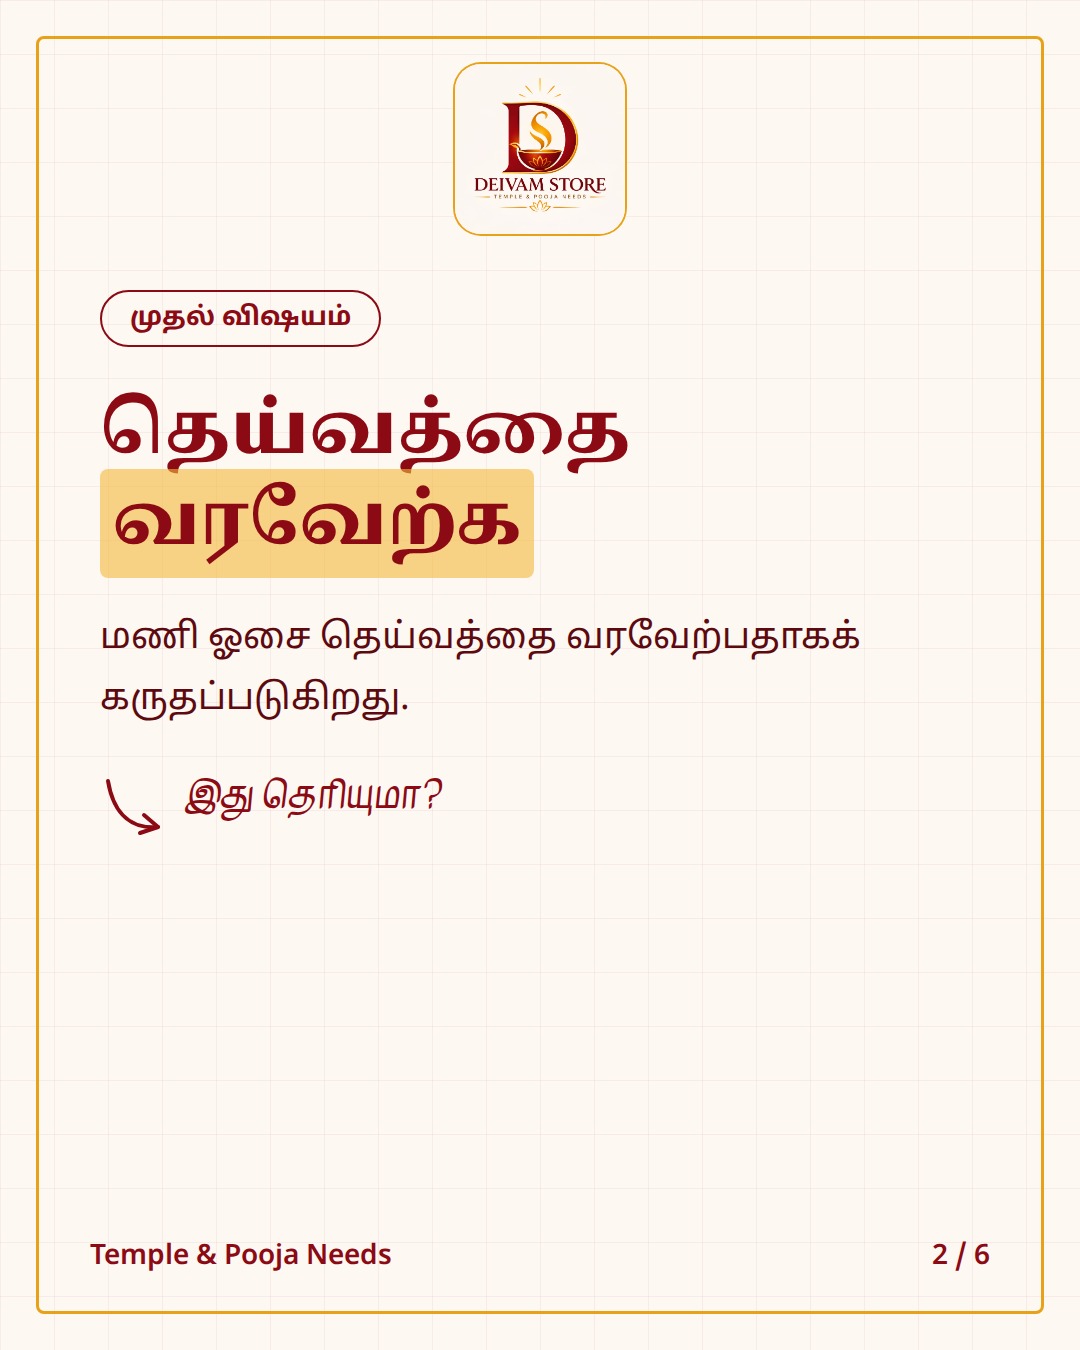 DEIVAM STORE
TEMPLE & POOJA NEEDS
முதல் விஷயம்
தெய்வத்தை
வரவேற்க
மணி ஓசை தெய்வத்தை வரவேற்பதாகக்
கருதப்படுகிறது.
இது தெரியுமா?
Temple & Pooja Needs
2 / 6